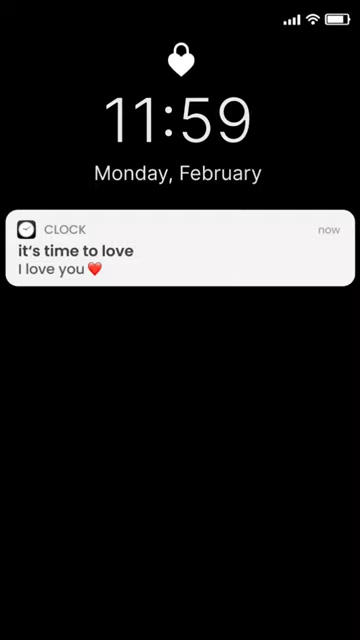 11:59
Monday, February
CLOCK now
it's time to love
I love you ❤️